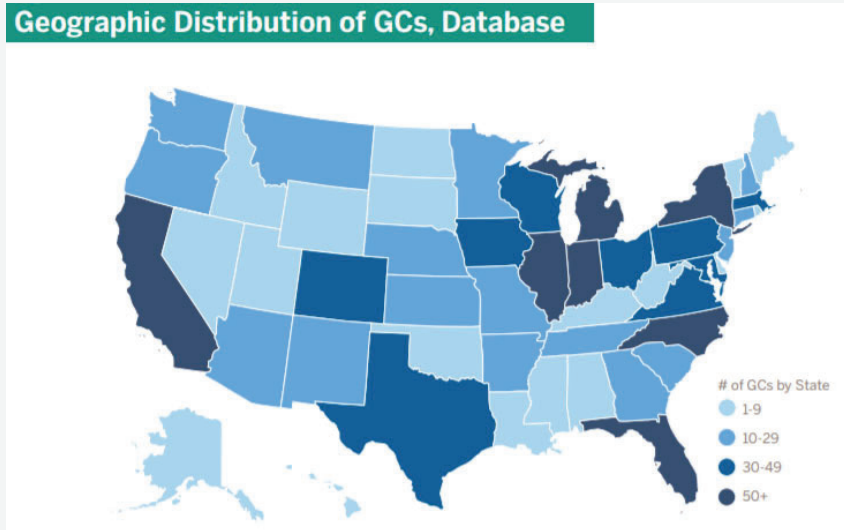 Geographic Distribution of GCs, Database
# of GCs by State
1-9
10-29
30-49
50+